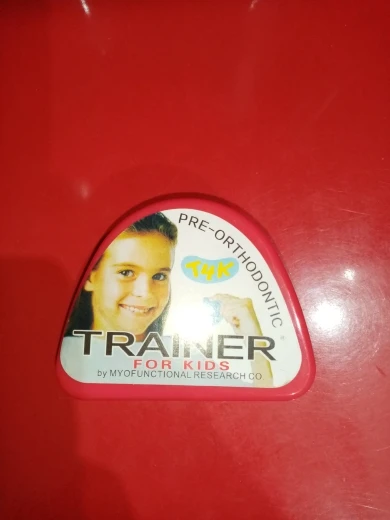 PRE-ORTHODONTIC
T4K
TRAINER
FOR KIDS
by MYOFUNCTIONAL RESEARCH CO.